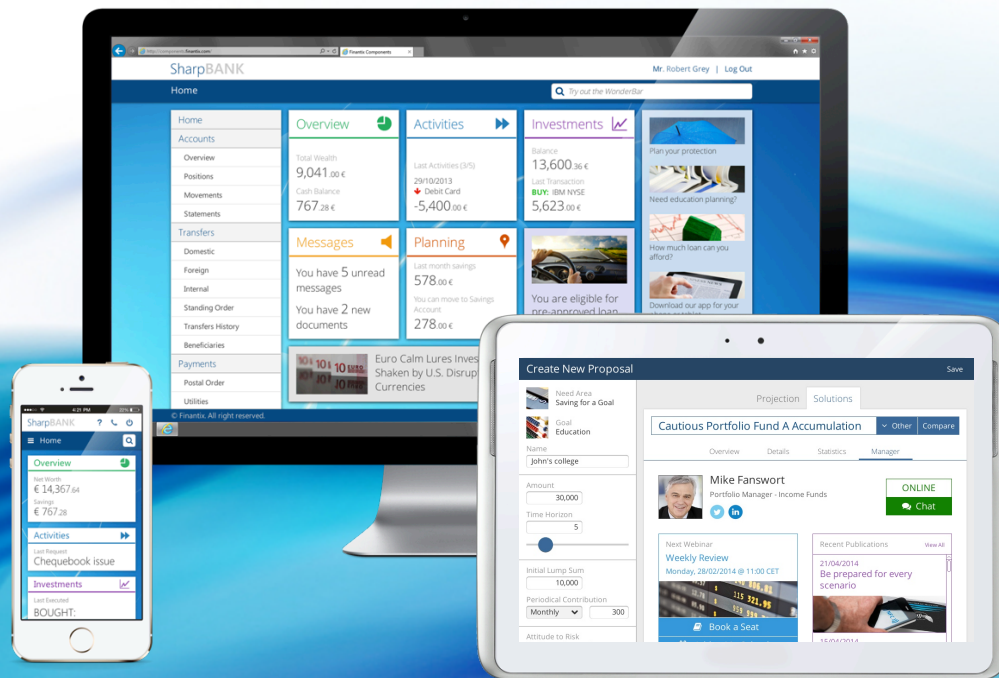 http://components.finantix.com/
Finantix Components
SharpBANK
Mr. Robert Grey | Log Out
Home
Try out the WonderBar
Home
Accounts
Overview
Positions
Movements
Statements
Transfers
Domestic
Foreign
Internal
Standing Order
Transfers History
Beneficiaries
Payments
Postal Order
Utilities
Overview
Total Wealth
9,041.00 €
Cash Balance
767.28 €
Activities
Last Activities (3/5)
29/10/2013
Debit Card
-5,400.00 €
Investments
Balance
13,600.36 €
Last Transaction
BUY: IBM NYSE
5,623.00 €
Messages
You have 5 unread
messages
You have 2 new
documents
Planning
Last month savings
578.00 €
You can move to Savings
Account
278.00 €
You are eligible for
pre-approved loan
Plan your protection
Need education planning?
How much loan can you
afford?
Download our app for your
Euro Calm Lures Inves
Shaken by U.S. Disrup
Currencies
© Finantix. All right reserved.
4:21 PM
SharpBANK
Home
Overview
Net Worth
€ 14,367.64
Savings
€ 767.28
Activities
Last Request
Chequebook issue
Investments
Last Executed
BOUGHT:
Create New Proposal
Save
Need Area
Saving for a Goal
Goal
Education
Name
John's college
Amount
30,000
Time Horizon
5
Initial Lump Sum
10,000
Periodical Contribution
Monthly
300
Attitude to Risk
Projection
Solutions
Cautious Portfolio Fund A Accumulation
Other
Compare
Overview
Details
Statistics
Manager
Mike Fanswort
Portfolio Manager - Income
Funds
ONLINE
Chat
Next Webinar
Weekly Review
Monday, 28/02/2014 @ 11:00 CET
115 321.95
Book a Seat
Recent Publications
View All
21/04/2014
Be prepared for every
scenario
15/04/2014